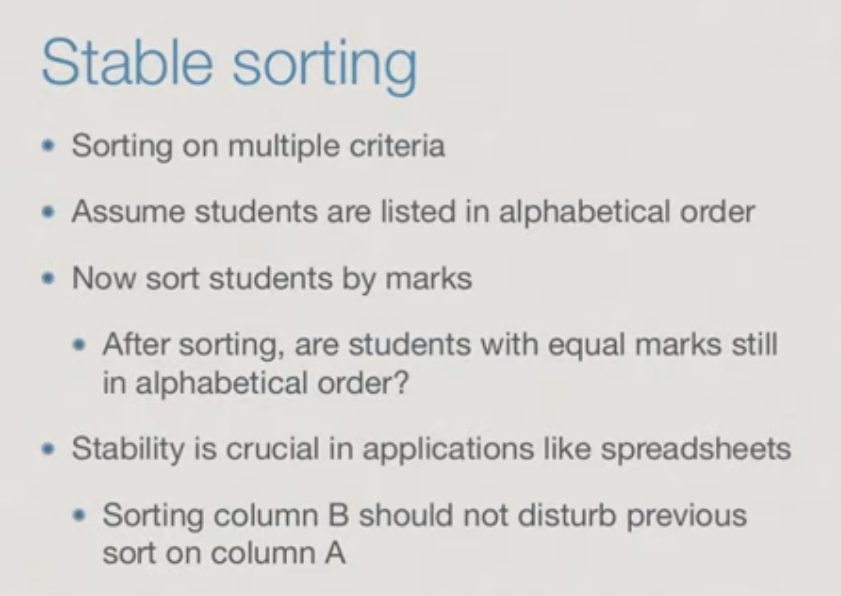 Stable sorting
• Sorting on multiple criteria
• Assume students are listed in alphabetical order
• Now sort students by marks
• After sorting, are students with equal marks still
in alphabetical order?
• Stability is crucial in applications like spreadsheets
• Sorting column B should not disturb previous
sort on column A